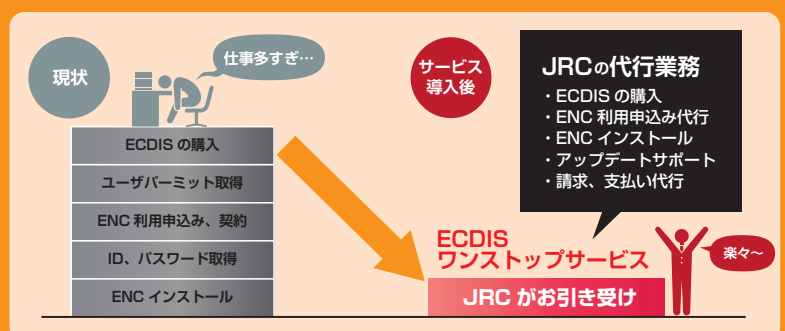 現状
仕事多すぎ…
ECDIS の購入
ユーザパーミット取得
ENC 利用申込み、契約
ID、パスワード取得
ENC インストール
サービス
導入後
JRCの代行業務
・ECDIS の購入
・ENC 利用申込み代行
・ENC インストール
・アップデートサポート
・請求、支払い代行
ECDIS
ワンストップサービス
JRC がお引き受け
楽々～